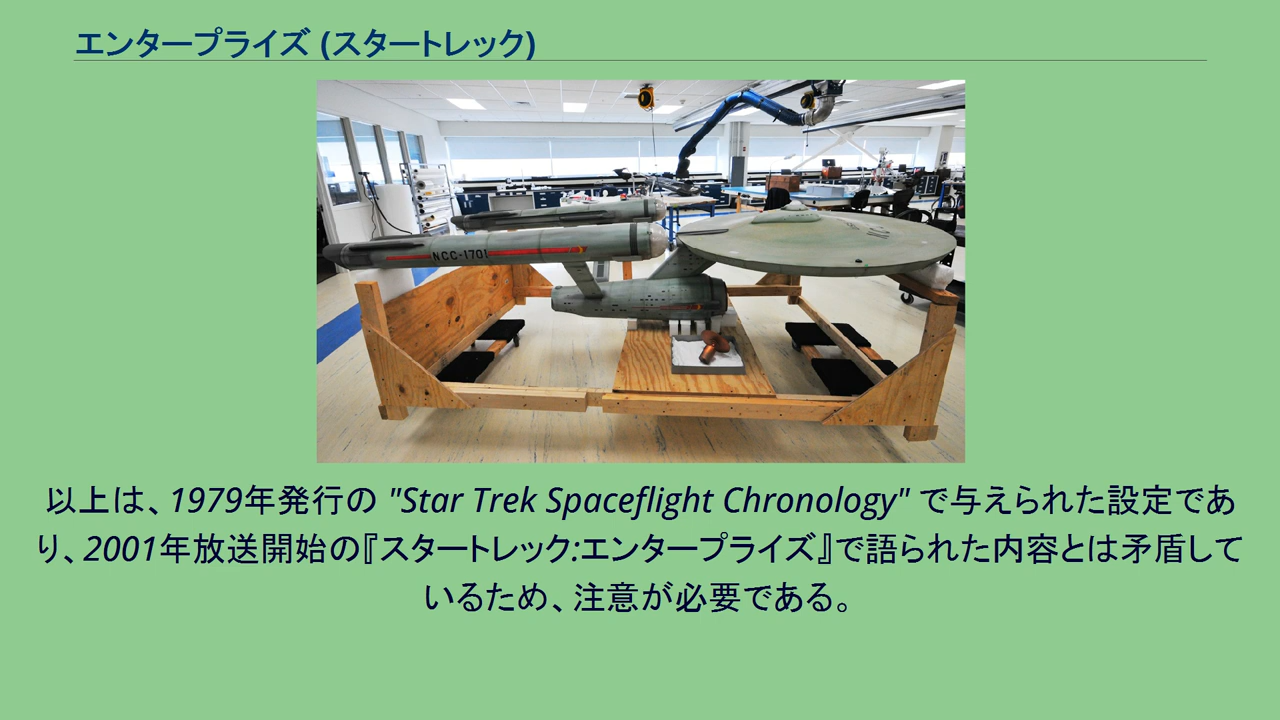 エンタープライズ (スタートレック)
NCC-1701
以上は、1979年発行の "Star Trek Spaceflight Chronology" で与えられた設定であ
り、2001年放送開始の『スタートレック:エンタープライズ』で語られた内容とは矛盾して
いるため、注意が必要である。